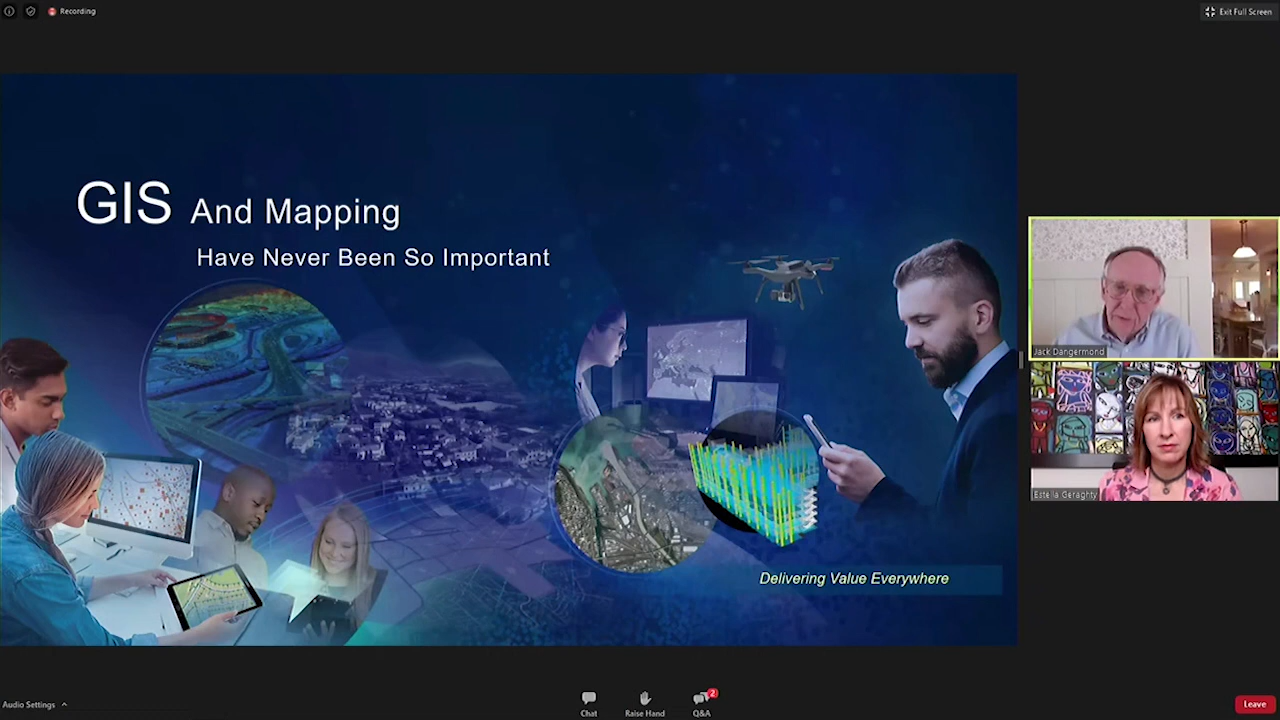 Recording
Exit Full Screen
GIS And Mapping
Have Never Been So Important
Delivering Value Everywhere
Jack Dangermond
Estella Geraghty
Audio Settings
Chat
Raise Hand
2
Q&A
Leave